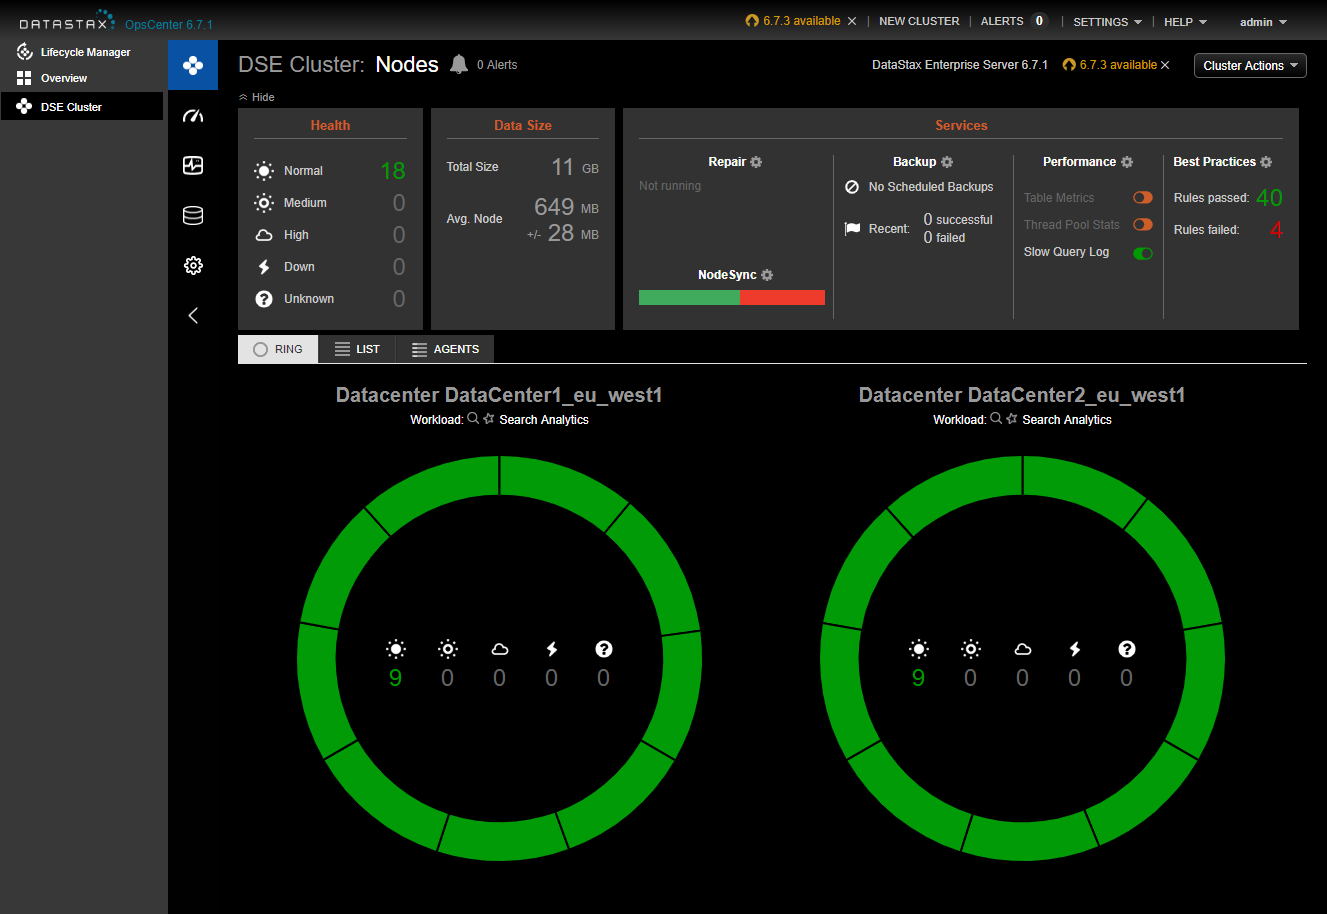 DATASTAX OpsCenter 6.7.1
6.7.3 available × | NEW CLUSTER | ALERTS 0 | SETTINGS | HELP admin
Lifecycle Manager
Overview
DSE Cluster
DSE Cluster: Nodes 0 Alerts
DataStax Enterprise Server 6.7.1 6.7.3 available × Cluster Actions
Hide
Health
Normal 18
Medium 0
High 0
Down 0
Unknown 0
Data Size
Total Size 11 GB
Avg. Node 649 MB
+/- 28 MB
Services
Repair
Not running
NodeSync
Backup
No Scheduled Backups
Recent: 0 successful
0 failed
Performance
Table Metrics
Thread Pool Stats
Slow Query Log
Best Practices
Rules passed: 40
Rules failed: 4
RING LIST AGENTS
Datacenter DataCenter1_eu_west1
Workload: Search Analytics
9 0 0 0 0
Datacenter DataCenter2_eu_west1
Workload: Search Analytics
9 0 0 0 0